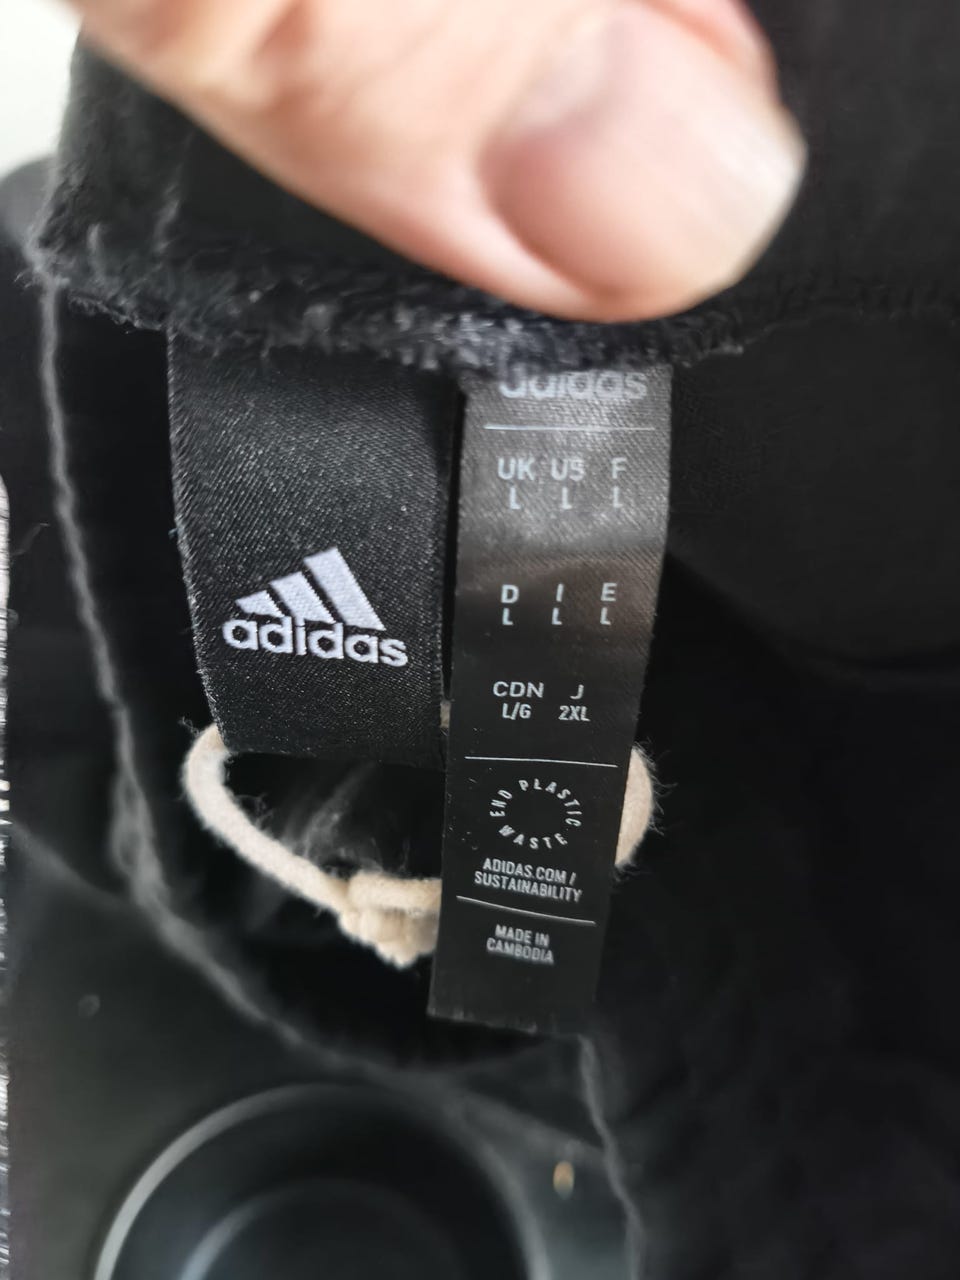 adidas
adidas
UK US F
L L L
D I E
L L L
CDN J
L/G 2XL
END PLASTIC WASTE
ADIDAS.COM/
SUSTAINABILITY
MADE IN
CAMBODIA